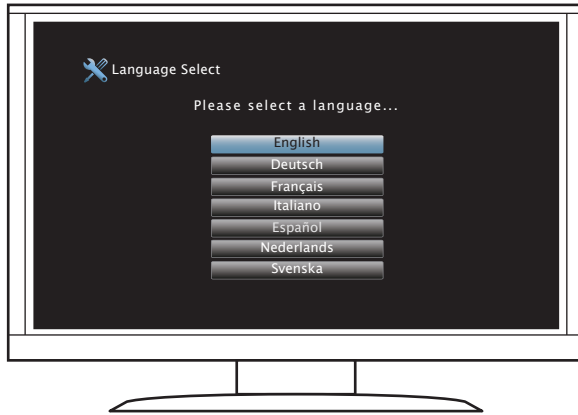 Language Select
Please select a language...
English
Deutsch
Français
Italiano
Español
Nederlands
Svenska